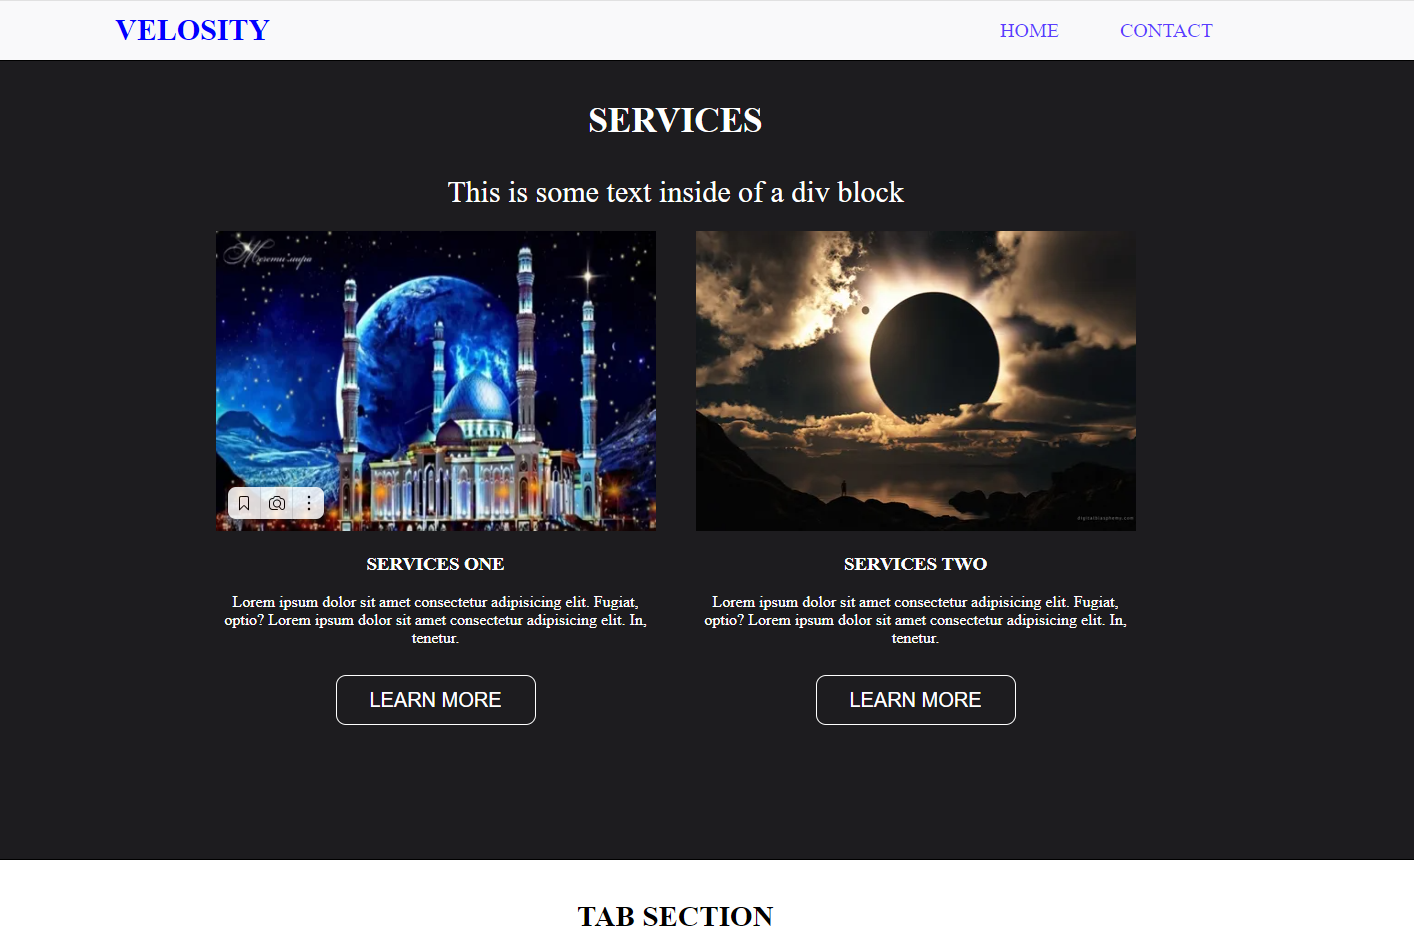 VELOSITY
HOME
CONTACT
SERVICES
This is some text inside of a div block
digitalblasphemy.com
SERVICES ONE
Lorem ipsum dolor sit amet consectetur adipisicing elit. Fugiat,
optio? Lorem ipsum dolor sit amet consectetur adipisicing elit. In,
tenetur.
LEARN MORE
SERVICES TWO
Lorem ipsum dolor sit amet consectetur adipisicing elit. Fugiat,
optio? Lorem ipsum dolor sit amet consectetur adipisicing elit. In,
tenetur.
LEARN MORE
TAB SECTION